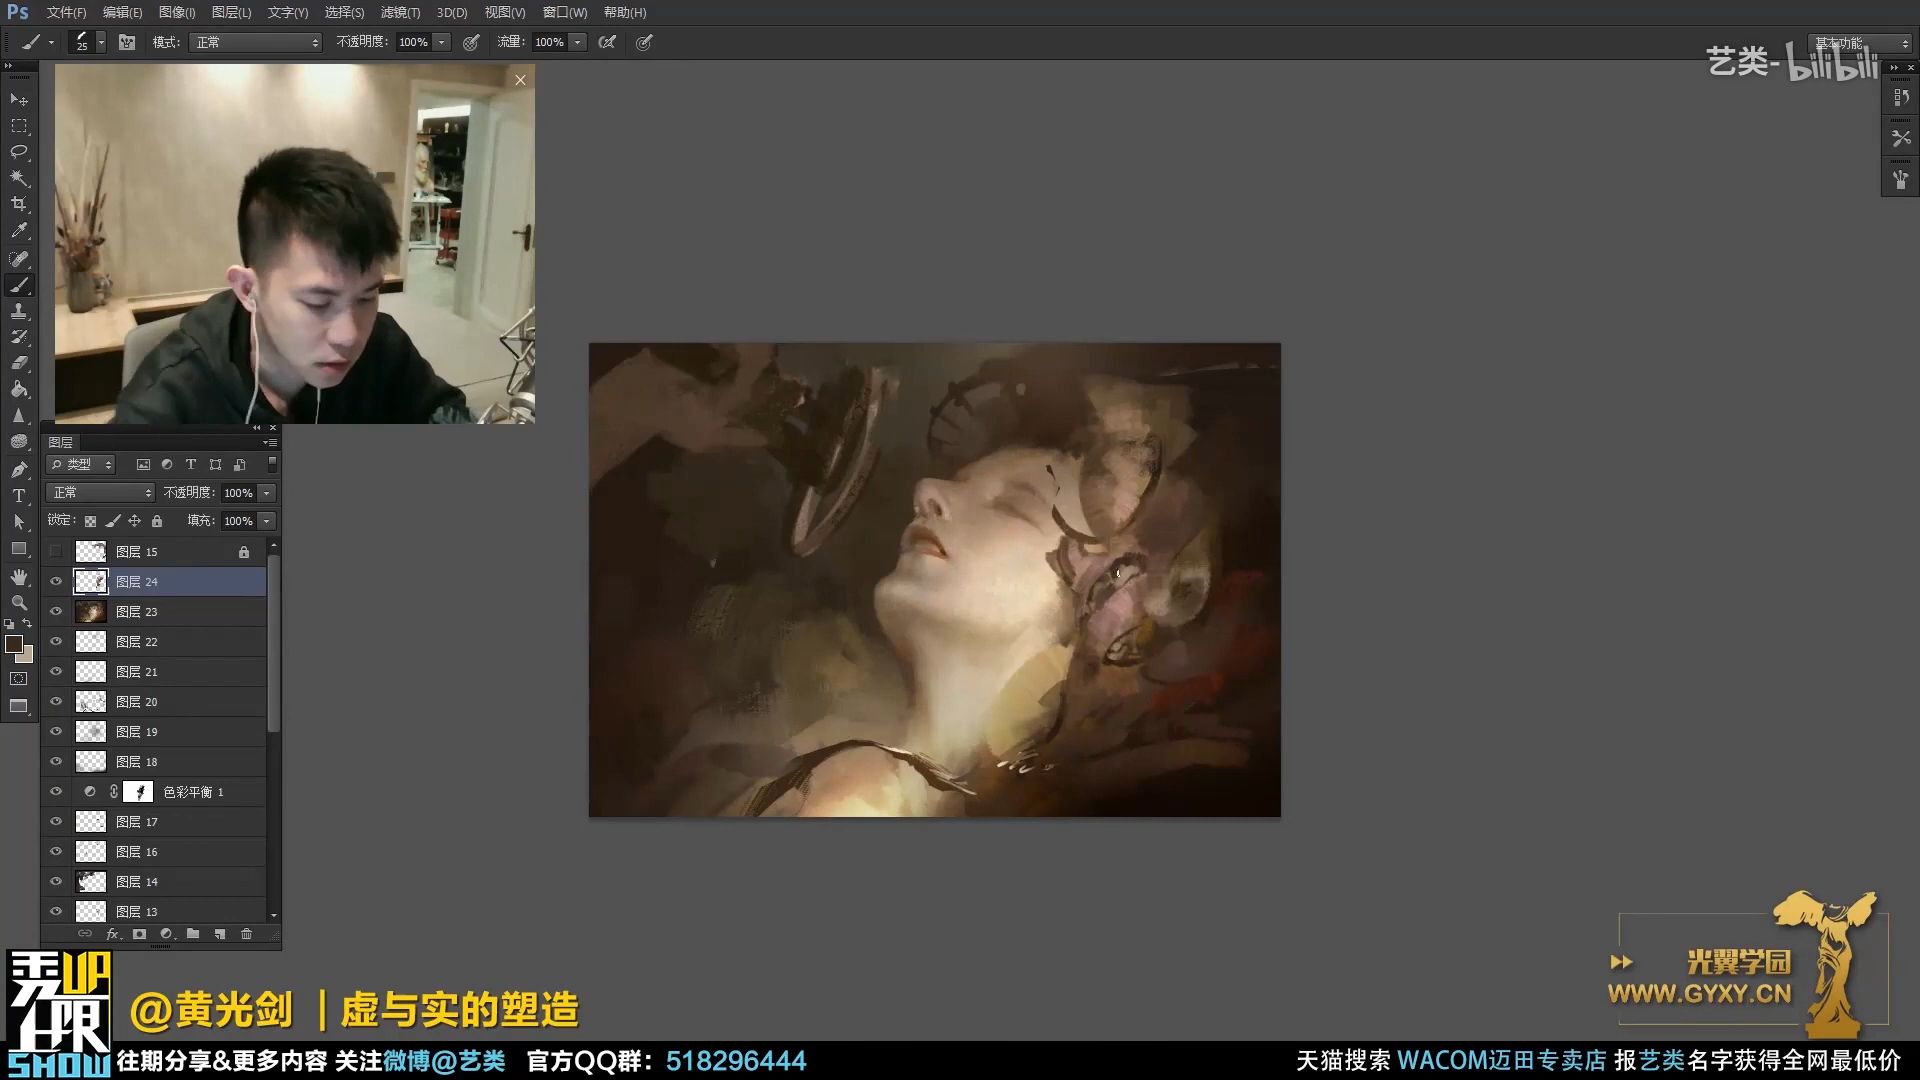 Ps 文件(F) 编辑(E) 图像(I) 图层(L) 文字(Y) 选择(S) 滤镜(T) 3D(D) 视图(V) 窗口(W) 帮助(H)
25 模式: 正常 不透明度: 100% 流量: 100% 基本功能
艺类-bilibili
图层
类型
正常 不透明度: 100%
锁定: 填充: 100%
图层 15
图层 24
图层 23
图层 22
图层 21
图层 20
图层 19
图层 18
色彩平衡 1
图层 17
图层 16
图层 14
图层 13
光翼学园
WWW.GYXY.CN
秀UP
SHOW
@黄光剑 | 虚与实的塑造
往期分享&更多内容 关注微博@艺类 官方QQ群: 518296444
天猫搜索 WACOM迈田专卖店 报艺类名字获得全网最低价